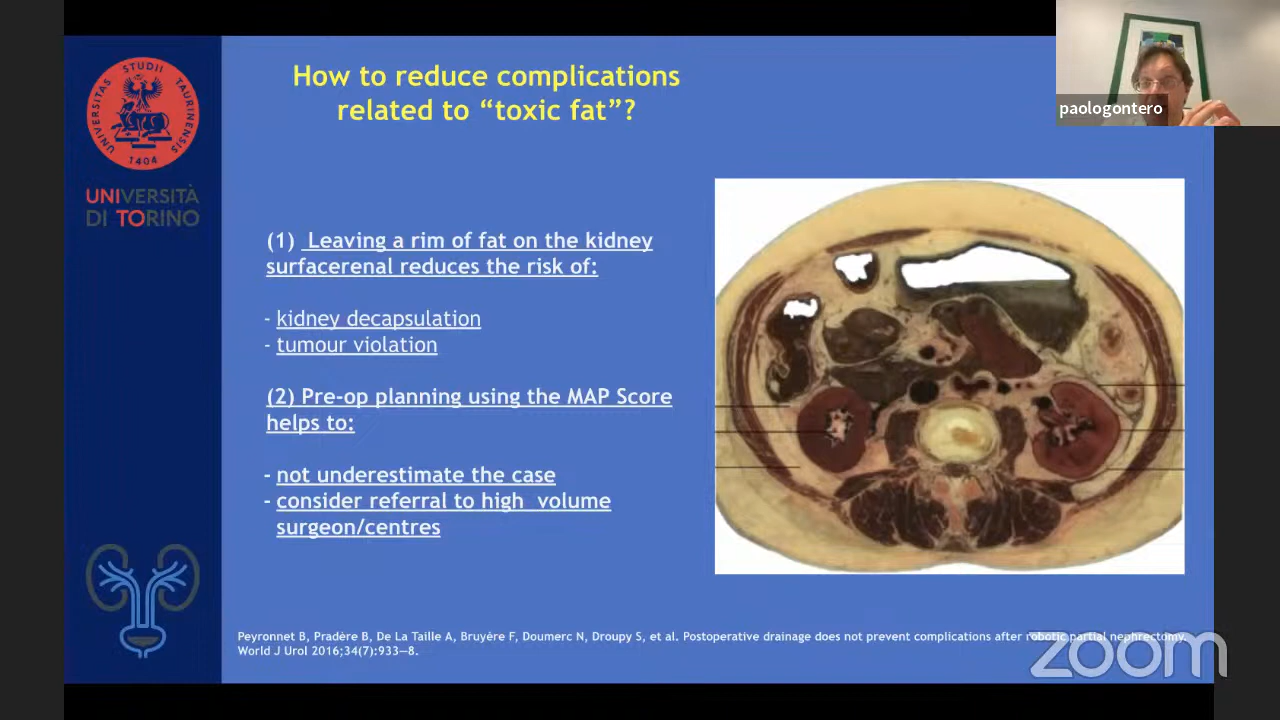 How to reduce complications
related to “toxic fat”?
paologontero
STUDII
UNIVERSITAS
TAURINENSIS
1404
UNIVERSITÀ
DI TORINO
(1) Leaving a rim of fat on the kidney
surfacerenal reduces the risk of:
- kidney decapsulation
- tumour violation
(2) Pre-op planning using the MAP Score
helps to:
- not underestimate the case
- consider referral to high volume
surgeon/centres
Peyronnet B, Pradère B, De La Taille A, Bruyère F, Doumerc N, Droupy S, et al. Postoperative drainage does not prevent complications after robotic partial nephrectomy.
World J Urol 2016;34(7):933—8.
zoom